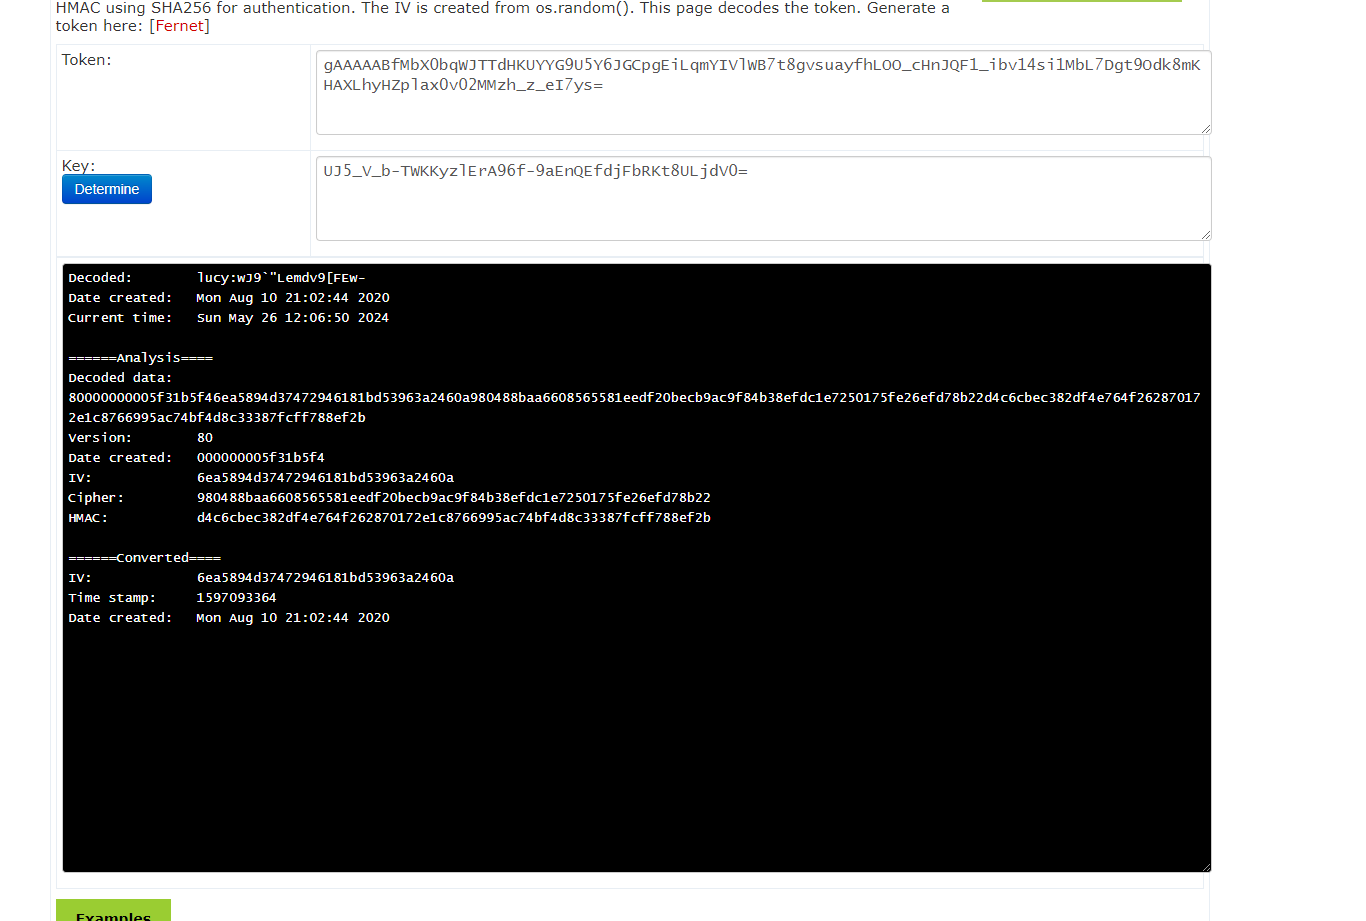 HMAC using SHA256 for authentication. The IV is created from os.random(). This page decodes the token. Generate a
token here: [Fernet]
Token:
gAAAAABfMbX0bqWJTTdHKUYYG9U5Y6JGCpgEiLqmYIVlWB7t8gvsuayfhLOO_cHnJQF1_ibv14si1MbL7Dgt9Odk8mK
HAXLhyHZplax0v02MMzh_z_eI7ys=
Key:
UJ5_V_b-TWKKyzlErA96f-9aEnQEfdjFbRKt8ULjdV0=
Determine
Decoded: lucy:wJ9`"Lemdv9[FEw-
Date created: Mon Aug 10 21:02:44 2020
Current time: Sun May 26 12:06:50 2024
======Analysis====
Decoded data:
80000000005f31b5f46ea5894d37472946181bd53963a2460a980488baa6608565581eedf20becb9ac9f84b38efdc1e7250175fe26efd78b22d4c6cbec382df4e764f26287017
2e1c8766995ac74bf4d8c33387fcff788ef2b
Version: 80
Date created: 000000005f31b5f4
IV: 6ea5894d37472946181bd53963a2460a
Cipher: 980488baa6608565581eedf20becb9ac9f84b38efdc1e7250175fe26efd78b22
HMAC: d4c6cbec382df4e764f262870172e1c8766995ac74bf4d8c33387fcff788ef2b
======Converted====
IV: 6ea5894d37472946181bd53963a2460a
Time stamp: 1597093364
Date created: Mon Aug 10 21:02:44 2020
Examples